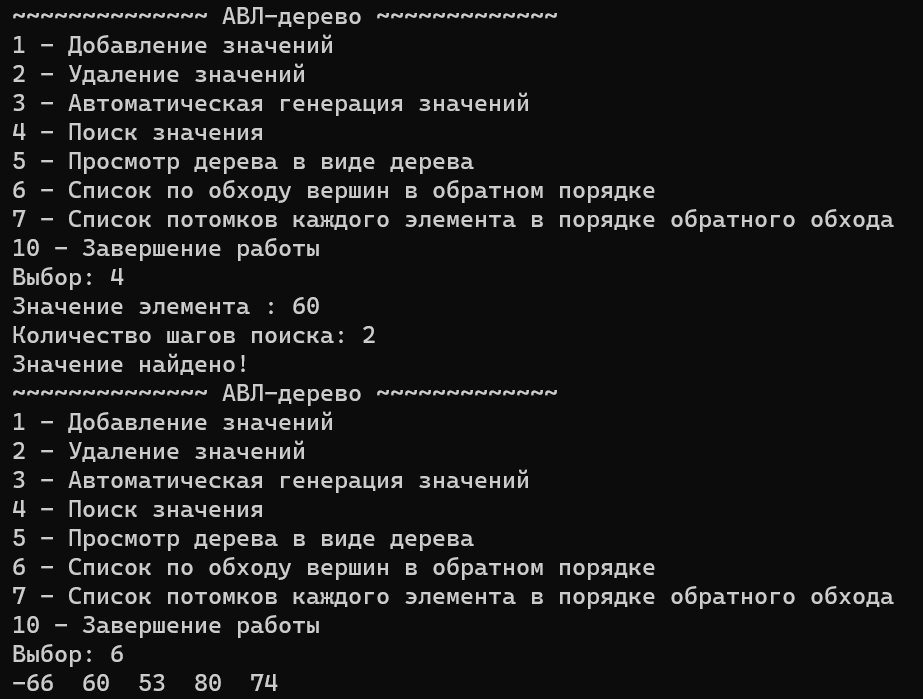 ~~~~~~~~~~~~~~ АВЛ-дерево ~~~~~~~~~~~~~
1 - Добавление значений
2 - Удаление значений
3 - Автоматическая генерация значений
4 - Поиск значения
5 - Просмотр дерева в виде дерева
6 - Список по обходу вершин в обратном порядке
7 - Список потомков каждого элемента в порядке обратного обхода
10 - Завершение работы
Выбор: 4
Значение элемента : 60
Количество шагов поиска: 2
Значение найдено!
~~~~~~~~~~~~~~ АВЛ-дерево ~~~~~~~~~~~~~
1 - Добавление значений
2 - Удаление значений
3 - Автоматическая генерация значений
4 - Поиск значения
5 - Просмотр дерева в виде дерева
6 - Список по обходу вершин в обратном порядке
7 - Список потомков каждого элемента в порядке обратного обхода
10 - Завершение работы
Выбор: 6
-66  60  53  80  74